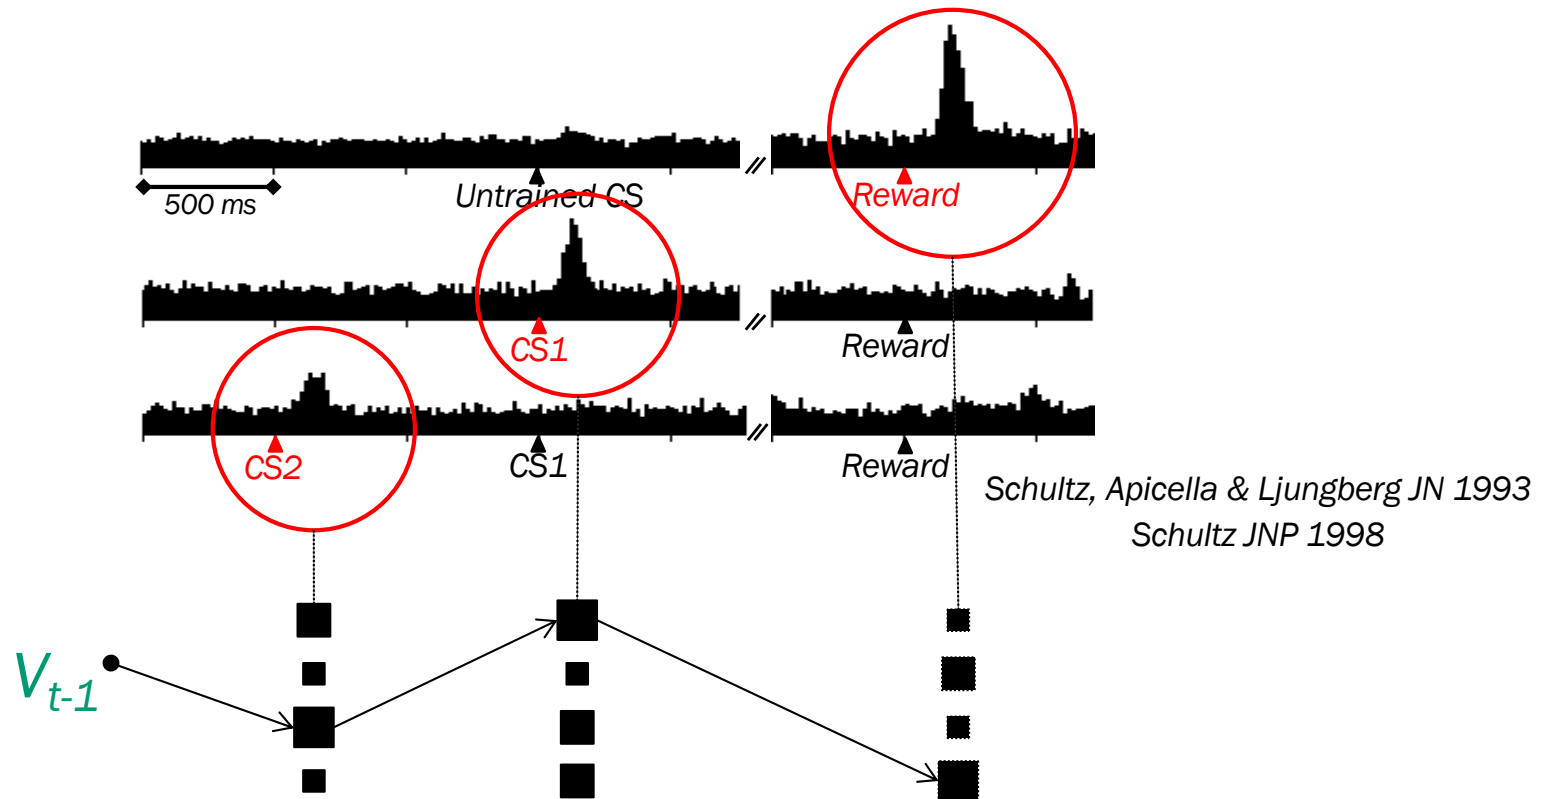 500 ms
Untrained CS
Reward
CS1
Reward
CS2
CS1
Reward
Schultz, Apicella & Ljungberg JN 1993
Schultz JNP 1998
Vt-1